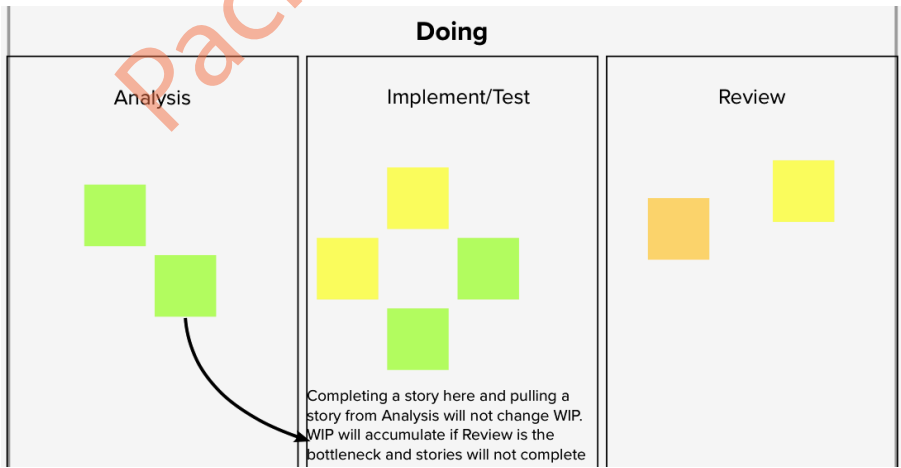 Doing
Analysis
Implement/Test
Review
Completing a story here and pulling a
story from Analysis will not change WIP.
WIP will accumulate if Review is the
bottleneck and stories will not complete